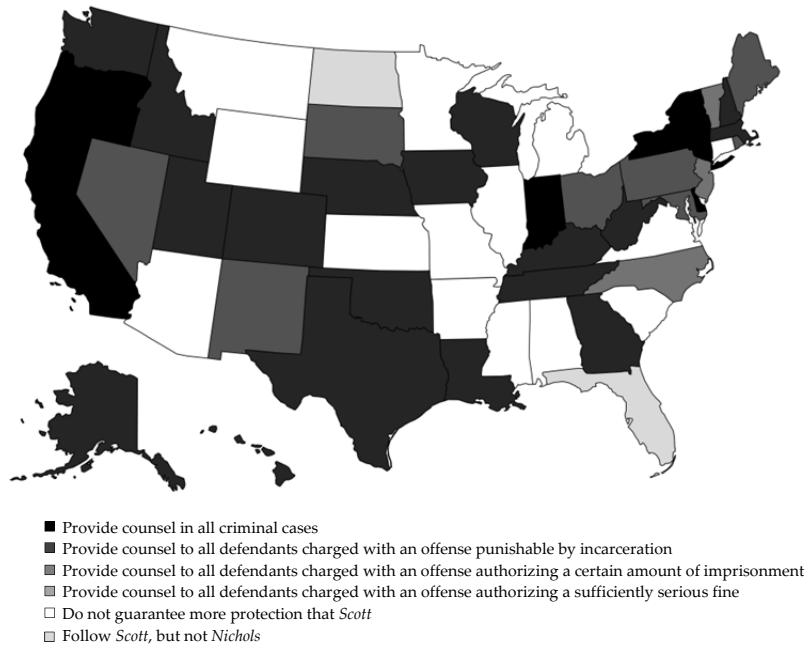 Provide counsel in all criminal cases
Provide counsel to all defendants charged with an offense punishable by incarceration
Provide counsel to all defendants charged with an offense authorizing a certain amount of imprisonment
Provide counsel to all defendants charged with an offense authorizing a sufficiently serious fine
Do not guarantee more protection that Scott
Follow Scott, but not Nichols